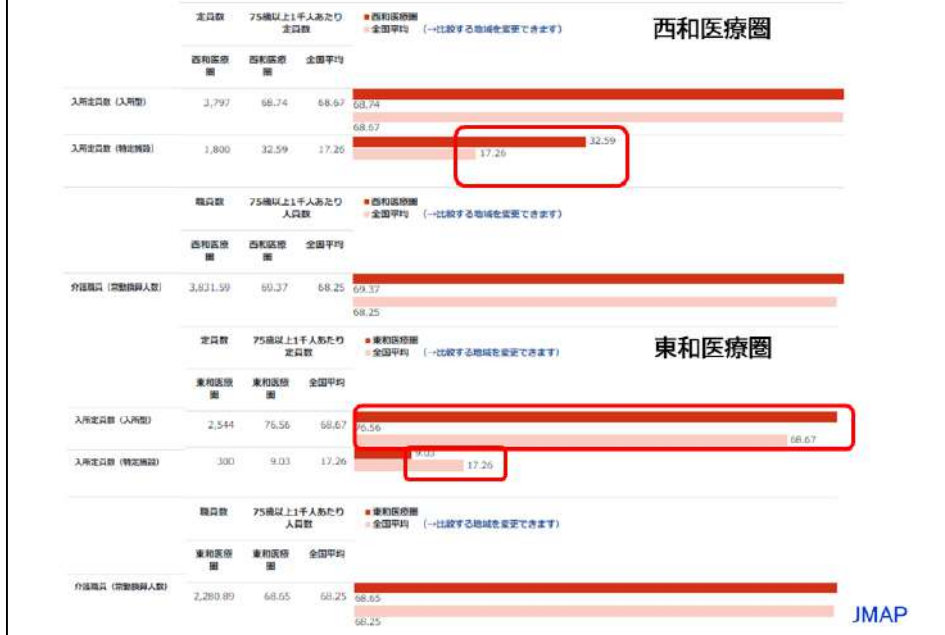 定員数 75歳以上1千人あたり定員数 ■西和医療圏
■全国平均 (→比較する地域を変更できます)
西和医療圏
西和医療圏 西和医療圏 全国平均
入所定員数 (入所型) 3,797 68.74 68.67 68.74
68.67
入所定員数 (特定施設) 1,800 32.59 17.26 32.59
17.26
職員数 75歳以上1千人あたり人員数 ■西和医療圏
■全国平均 (→比較する地域を変更できます)
西和医療圏 西和医療圏 全国平均
介護職員 (常勤換算人数) 3,831.59 69.37 68.25 69.37
68.25
定員数 75歳以上1千人あたり定員数 ■東和医療圏
■全国平均 (→比較する地域を変更できます)
東和医療圏
東和医療圏 東和医療圏 全国平均
入所定員数 (入所型) 2,544 76.56 68.67 76.56
68.67
入所定員数 (特定施設) 300 9.03 17.26 9.03
17.26
職員数 75歳以上1千人あたり人員数 ■東和医療圏
■全国平均 (→比較する地域を変更できます)
東和医療圏 東和医療圏 全国平均
介護職員 (常勤換算人数) 2,280.89 68.65 68.25 68.65
68.25
JMAP